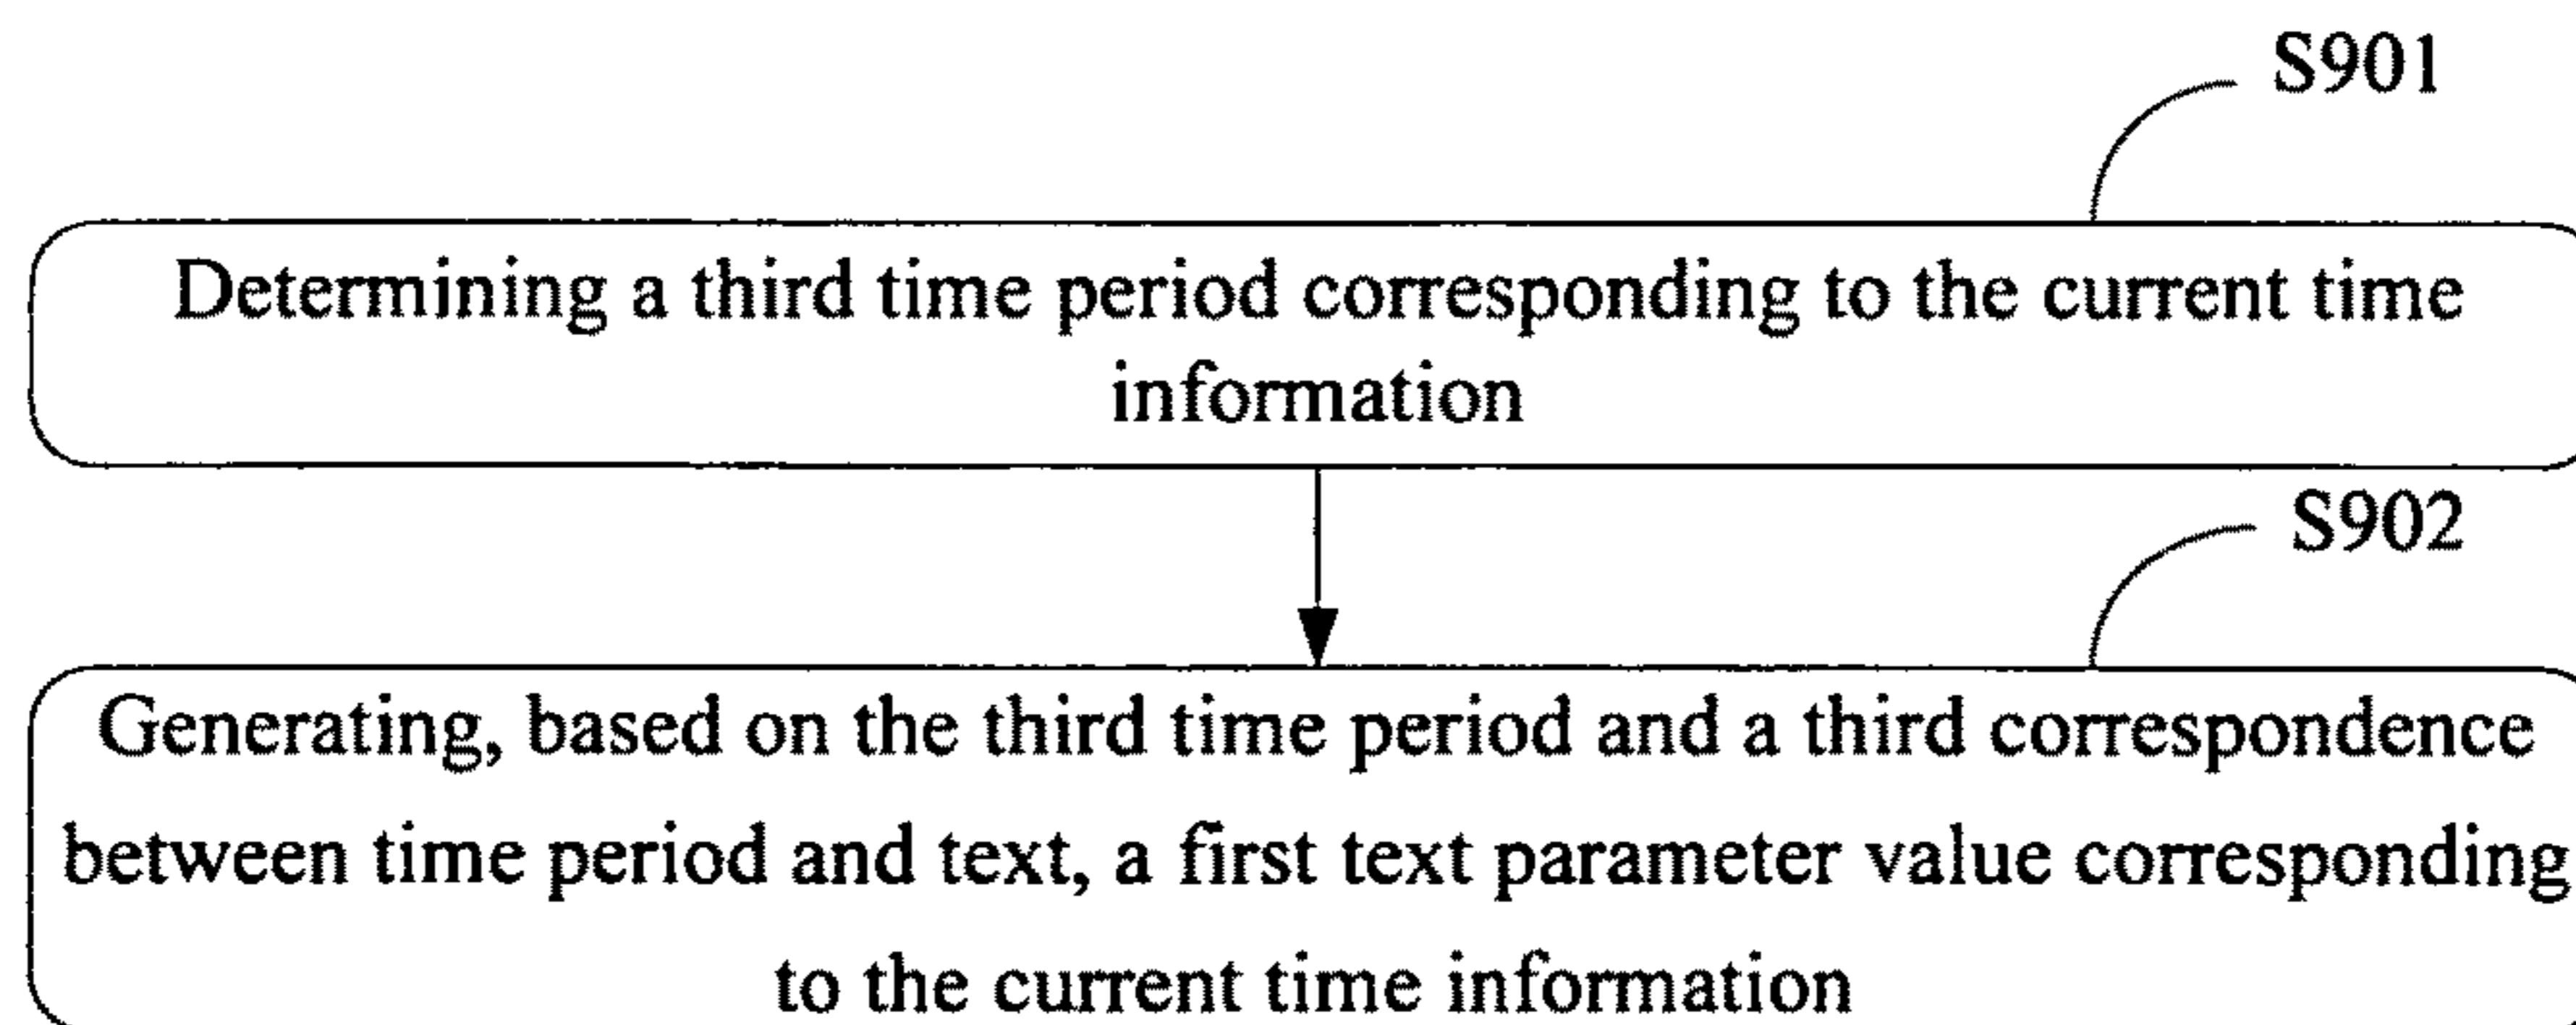 S901
Determining a third time period corresponding to the current time
information
S902
Generating, based on the third time period and a third correspondence
between time period and text, a first text parameter value corresponding
to the current time information